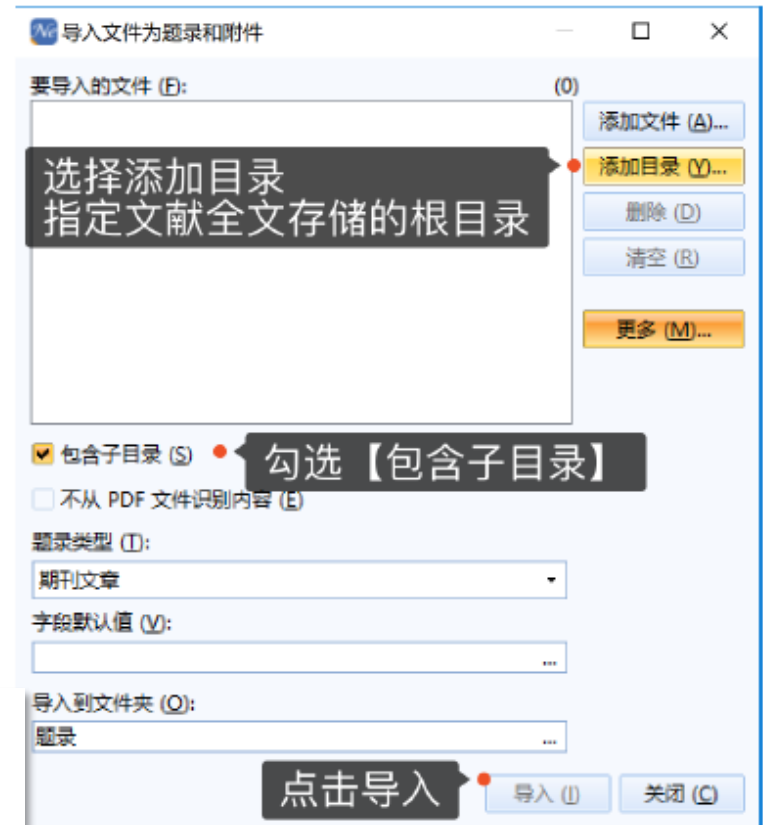 Ne 导入文件为题录和附件
要导入的文件 (F): (0)
添加文件 (A)...
选择添加目录
指定文献全文存储的根目录
添加目录 (Y)...
删除 (D)
清空 (R)
更多 (M)...
包含子目录 (S)
勾选【包含子目录】
不从 PDF 文件识别内容 (E)
题录类型 (T):
期刊文章
字段默认值 (V):
...
导入到文件夹 (O):
题录 ...
点击导入
导入 (I) 关闭 (C)